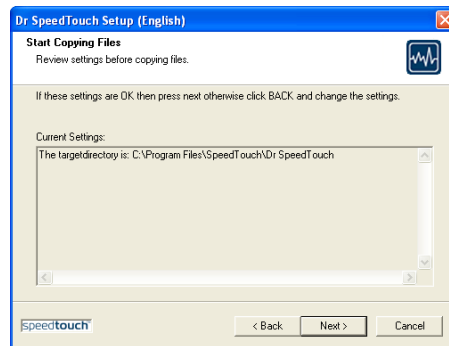 Dr SpeedTouch Setup (English)
Start Copying Files
Review settings before copying files.
If these settings are OK then press next otherwise click BACK and change the settings.
Current Settings:
The targetdirectory is: C:\Program Files\SpeedTouch\Dr SpeedTouch
speedtouch
< Back Next > Cancel